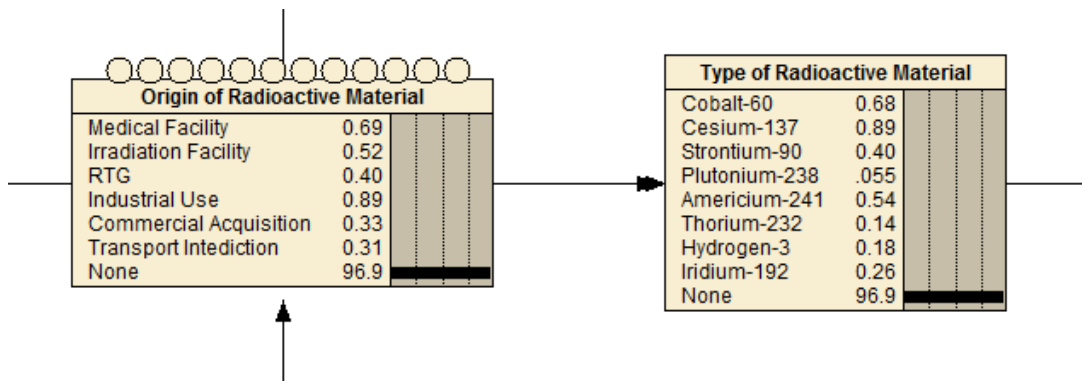 Origin of Radioactive Material
Medical Facility 0.69
Irradiation Facility 0.52
RTG 0.40
Industrial Use 0.89
Commercial Acquisition 0.33
Transport Intediction 0.31
None 96.9
Type of Radioactive Material
Cobalt-60 0.68
Cesium-137 0.89
Strontium-90 0.40
Plutonium-238 .055
Americium-241 0.54
Thorium-232 0.14
Hydrogen-3 0.18
Iridium-192 0.26
None 96.9